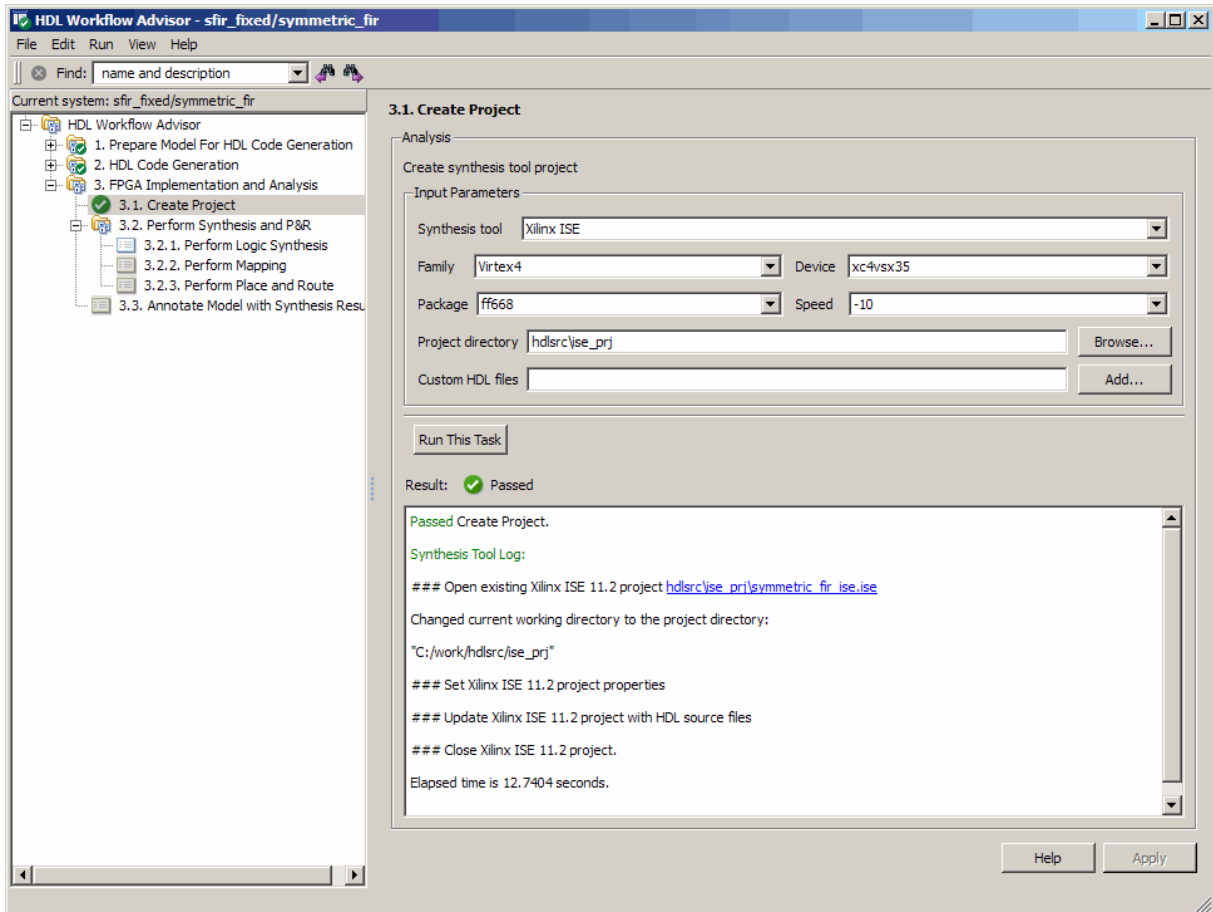 HDL Workflow Advisor - sfir_fixed/symmetric_fir
File Edit Run View Help
Find: name and description
Current system: sfir_fixed/symmetric_fir
HDL Workflow Advisor
1. Prepare Model For HDL Code Generation
2. HDL Code Generation
3. FPGA Implementation and Analysis
3.1. Create Project
3.2. Perform Synthesis and P&R
3.2.1. Perform Logic Synthesis
3.2.2. Perform Mapping
3.2.3. Perform Place and Route
3.3. Annotate Model with Synthesis Resu
3.1. Create Project
Analysis
Create synthesis tool project
Input Parameters
Synthesis tool Xilinx ISE
Family Virtex4 Device xc4vsx35
Package ff668 Speed -10
Project directory hdlsrc\ise_prj Browse...
Custom HDL files Add...
Run This Task
Result: Passed
Passed Create Project.
Synthesis Tool Log:
### Open existing Xilinx ISE 11.2 project hdlsrc\ise_prj\symmetric_fir_ise.ise
Changed current working directory to the project directory:
"C:/work/hdlsrc/ise_prj"
### Set Xilinx ISE 11.2 project properties
### Update Xilinx ISE 11.2 project with HDL source files
### Close Xilinx ISE 11.2 project.
Elapsed time is 12.7404 seconds.
Help Apply